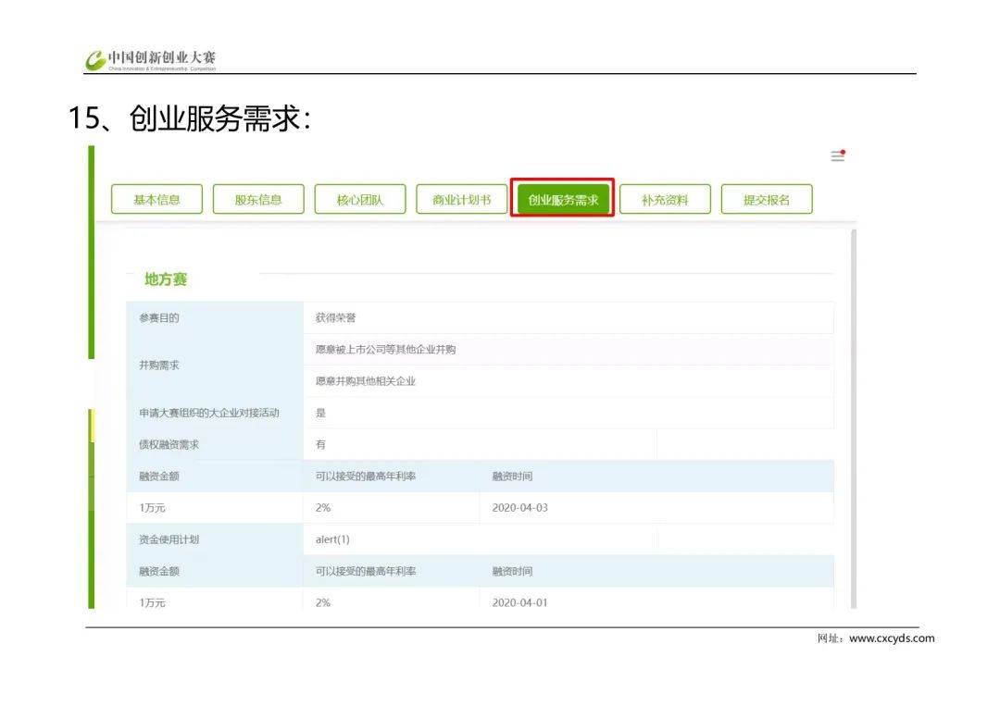 中国创新创业大赛
China Innovation & Entrepreneurship Competition
15、创业服务需求：
基本信息 股东信息 核心团队 商业计划书 创业服务需求 补充资料 提交报名
地方赛
参赛目的 获得荣誉
并购需求 愿意被上市公司等其他企业并购
愿意并购其他相关企业
申请大赛组织的大企业对接活动 是
债权融资需求 有
融资金额 可以接受的最高年利率 融资时间
1万元 2% 2020-04-03
资金使用计划 alert(1)
融资金额 可以接受的最高年利率 融资时间
1万元 2% 2020-04-01
网址：www.cxcyds.com